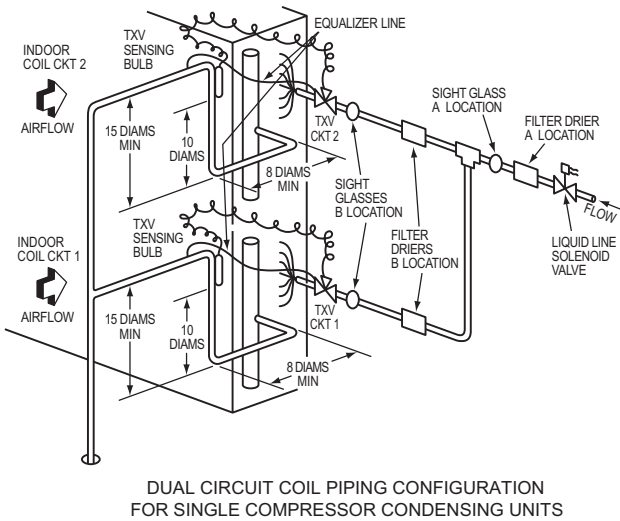 EQUALIZER LINE
TXV
SENSING
BULB
INDOOR
COIL CKT 2
AIRFLOW
15 DIAMS
MIN
10
DIAMS
8 DIAMS
MIN
TXV
CKT 2
SIGHT GLASS
A LOCATION
FILTER DRIER
A LOCATION
FLOW
LIQUID LINE
SOLENOID
VALVE
SIGHT
GLASSES
B LOCATION
FILTER
DRIERS
B LOCATION
TXV
SENSING
BULB
INDOOR
COIL CKT 1
AIRFLOW
15 DIAMS
MIN
10
DIAMS
8 DIAMS
MIN
TXV
CKT 1
DUAL CIRCUIT COIL PIPING CONFIGURATION
FOR SINGLE COMPRESSOR CONDENSING UNITS